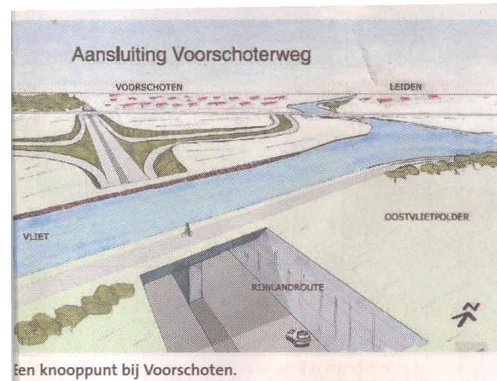 Aansluiting Voorschoterweg
VOORSCHOTEN
LEIDEN
OOSTVLIETPOLDER
VLIET
RIJNLANDROUTE
Een knooppunt bij Voorschoten.